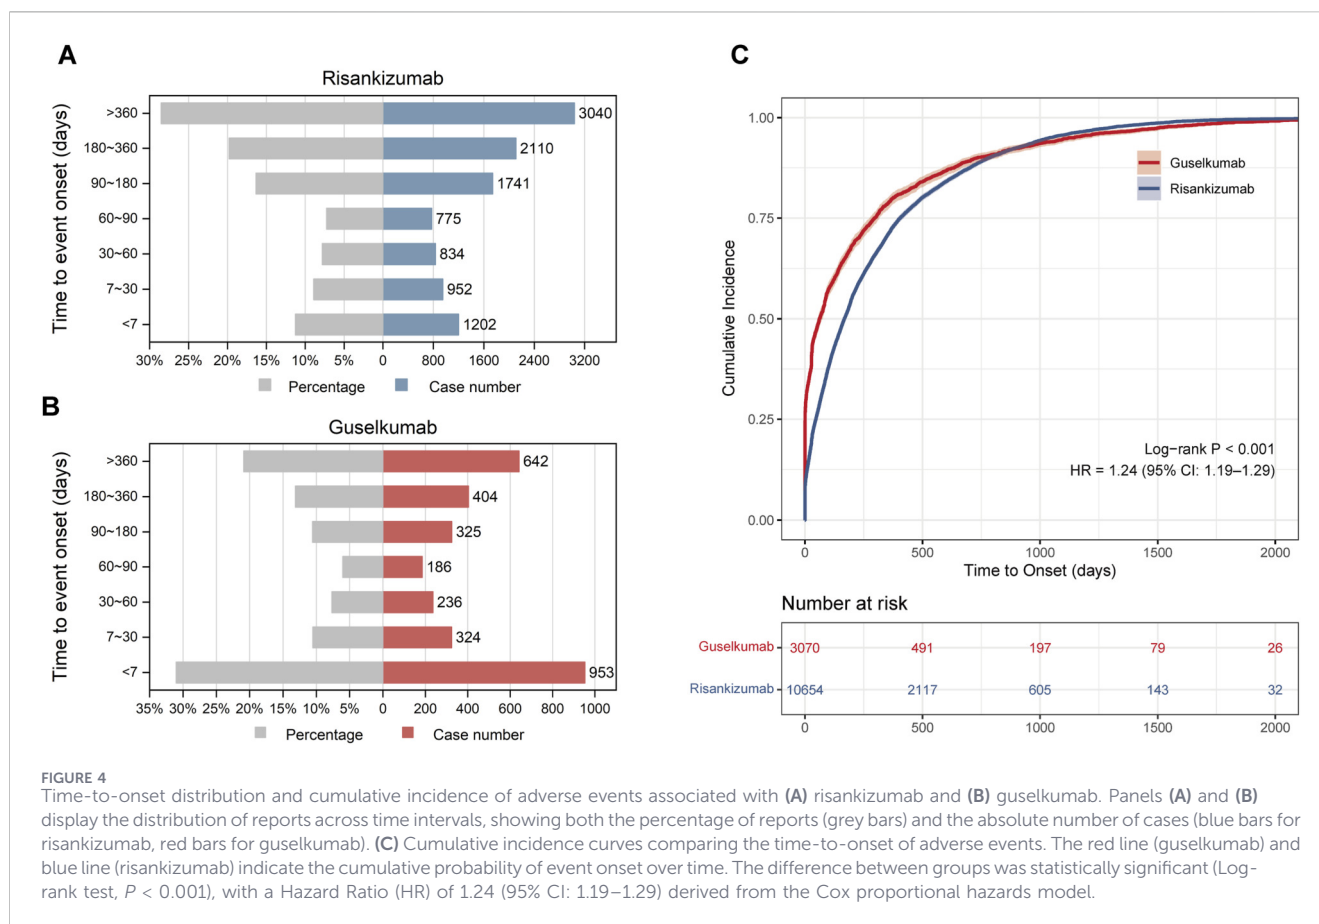 A
Risankizumab
Time to event onset (days)
>360
3040
180~360
2110
90~180
1741
60~90
775
30~60
834
7~30
952
<7
1202
30% 25% 20% 15% 15% 5% 0 800 1600 2400 3200
Percentage Case number
B
Guselkumab
Time to event onset (days)
>360
642
180~360
404
90~180
325
60~90
186
30~60
236
7~30
324
<7
953
35% 30% 25% 20% 15% 10% 5% 0 200 400 600 800 1000
Percentage Case number
C
Cumulative Incidence
1.00
0.75
0.50
0.25
0.00
Guselkumab
Risankizumab
Log-rank P < 0.001
HR = 1.24 (95% CI: 1.19–1.29)
0 500 1000 1500 2000
Time to Onset (days)
Number at risk
Guselkumab 3070 491 197 79 26
Risankizumab 10654 2117 605 143 32
0 500 1000 1500 2000
FIGURE 4
Time-to-onset distribution and cumulative incidence of adverse events associated with (A) risankizumab and (B) guselkumab. Panels (A) and (B)
display the distribution of reports across time intervals, showing both the percentage of reports (grey bars) and the absolute number of cases (blue bars for
risankizumab, red bars for guselkumab). (C) Cumulative incidence curves comparing the time-to-onset of adverse events. The red line (guselkumab) and
blue line (risankizumab) indicate the cumulative probability of event onset over time. The difference between groups was statistically significant (Log-
rank test, P < 0.001), with a Hazard Ratio (HR) of 1.24 (95% CI: 1.19–1.29) derived from the Cox proportional hazards model.